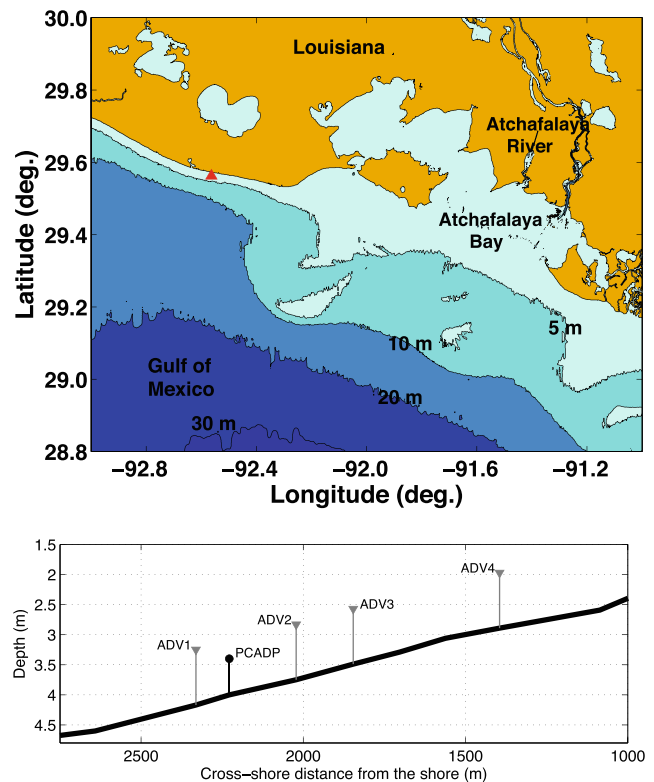 30.0
Louisiana
29.8
Atchafalaya
River
29.6
Atchafalaya
Bay
29.4
Latitude (deg.)
29.2
5 m
10 m
Gulf of
Mexico
29.0
20 m
30 m
28.8
−92.8 −92.4 −92.0 −91.6 −91.2
Longitude (deg.)
1.5
ADV4
2
ADV3
2.5
ADV2
ADV1
PCADP
3
Depth (m)
3.5
4
4.5
2500 2000 1500 1000
Cross−shore distance from the shore (m)